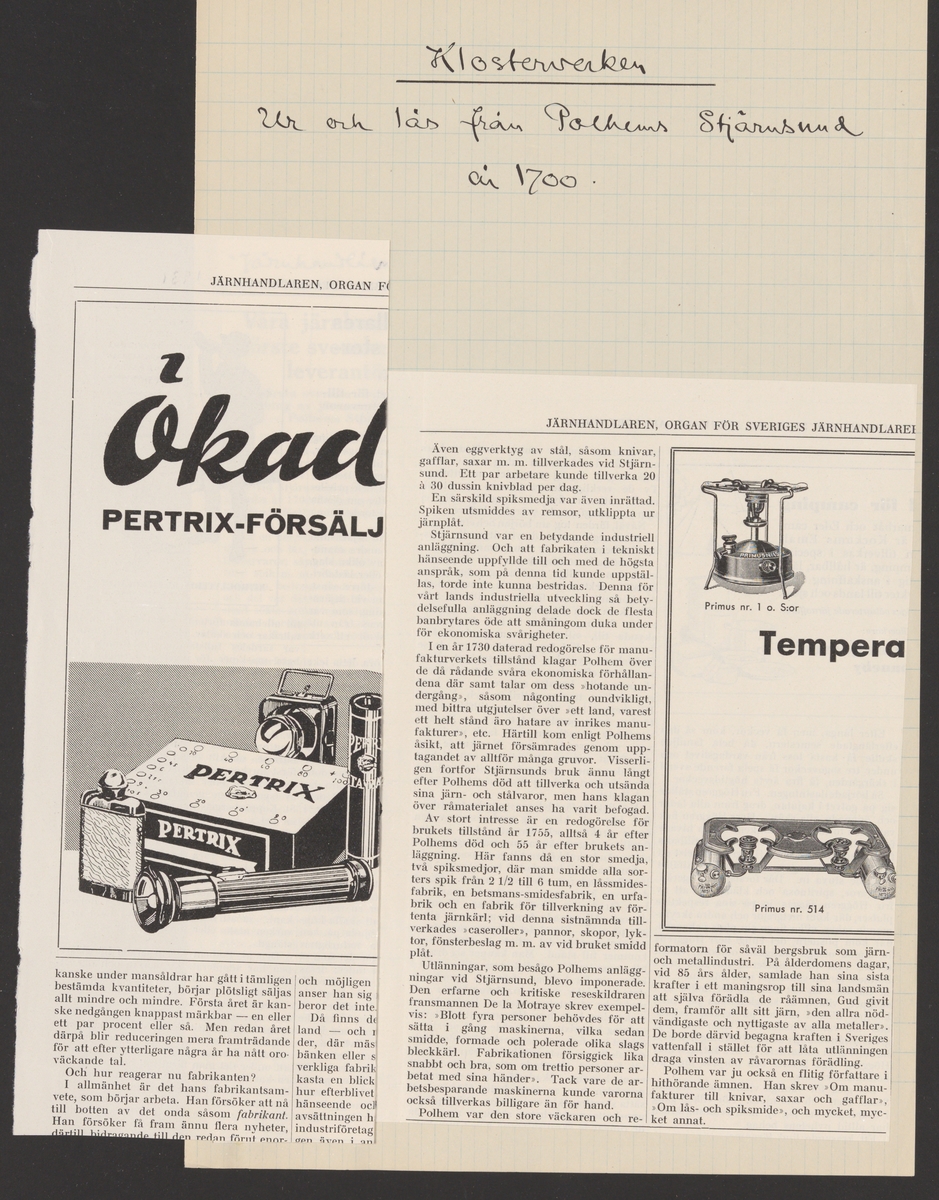 Klosterverken
Ur och lås från Polhems Stjärnsund
år 1700.
JÄRNHANDLAREN, ORGAN FÖ
i
Ökad
PERTRIX-FÖRSÄLJ
PERTRIX
PERTRIX
kanske under mansåldrar har gått i tämligen
bestämda kvantiteter, börjar plötsligt säljas
allt mindre och mindre. Första året är kan-
ske nedgången knappast märkbar — en eller
ett par procent eller så. Men redan året
därpå blir reduceringen mera framträdande
för att efter ytterligare några år ha nått oro-
väckande tal.
Och hur reagerar nu fabrikanten?
I allmänhet är det hans fabrikantsam-
vete, som börjar arbeta. Han försöker att nå
till botten av det onda såsom fabrikant.
Han försöker få fram ännu flera nyheter,
därtill bidragande till den redan förut enor-
och möjligen
anser han sig
beror det inte
Då finns de
land — och
der, där mäs
bänken eller s
verkliga fabrik
kasta en blick
hur efterblivet
hänseende och
avsättningen h
industriföretag
gen även i an
JÄRNHANDLAREN, ORGAN FÖR SVERIGES JÄRNHANDLARE
Även eggverktyg av stål, såsom knivar,
gafflar, saxar m. m. tillverkades vid Stjärn-
sund. Ett par arbetare kunde tillverka 20
à 30 dussin knivblad per dag.
En särskild spiksmedja var även inrättad.
Spiken utsmiddes av remsor, utklippta ur
järnplåt.
Stjärnsund var en betydande industriell
anläggning. Och att fabrikaten i tekniskt
hänseende uppfyllde till och med de högsta
anspråk, som på denna tid kunde uppstäl-
las, torde inte kunna bestridas. Denna för
vårt lands industriella utveckling så bety-
delsefulla anläggning delade dock de flesta
banbrytares öde att småningom duka under
för ekonomiska svårigheter.
I en år 1730 daterad redogörelse för manu-
fakturverkets tillstånd klagar Polhem över
de då rådande svåra ekonomiska förhållan-
dena där samt talar om dess »hotande un-
dergång», såsom någonting oundvikligt,
med bittra utgjutelser över »ett land, varest
ett helt stånd äro hatare av inrikes manu-
fakturer», etc. Härtill kom enligt Polhems
åsikt, att järnet försämrades genom upp-
tagandet av alltför många gruvor. Visserli-
gen fortfor Stjärnsunds bruk ännu långt
efter Polhems död att tillverka och utsända
sina järn- och stålvaror, men hans klagan
över råmaterialet anses ha varit befogad.
Av stort intresse är en redogörelse för
brukets tillstånd år 1755, alltså 4 år efter
Polhems död och 55 år efter brukets an-
läggning. Här fanns då en stor smedja,
två spiksmedjor, där man smidde alla sor-
ters spik från 2 1/2 till 6 tum, en låssmides-
fabrik, en betsmans-smidesfabrik, en urfa-
brik och en fabrik för tillverkning av för-
tenta järnkärl; vid denna sistnämnda till-
verkades »caseroller», pannor, skopor, lyk-
tor, fönsterbeslag m. m. av vid bruket smidd
plåt.
Utlänningar, som besågo Polhems anlägg-
ningar vid Stjärnsund, blevo imponerade.
Den erfarne och kritiske reseskildraren
fransmannen De la Motraye skrev exempel-
vis: »Blott fyra personer behövdes för att
sätta i gång maskinerna, vilka sedan
smidde, formade och polerade olika slags
bleckkärl. Fabrikationen försiggick lika
snabbt och bra, som om trettio personer ar-
betat med sina händer». Tack vare de ar-
betsbesparande maskinerna kunde varorna
också tillverkas billigare än för hand.
Polhem var den store väckaren och re-
PRIMUS
Primus nr. 1 o. S:or
Tempera
Primus nr. 514
formatorn för såväl bergsbruk som järn-
och metallindustri. På ålderdomens dagar,
vid 85 års ålder, samlade han sina sista
krafter i ett maningsrop till sina landsmän
att själva förädla de råämnen, Gud givit
dem, framför allt sitt järn, »den allra nöd-
vändigaste och nyttigaste av alla metaller».
De borde därvid begagna kraften i Sveriges
vattenfall i stället för att låta utlänningen
draga vinsten av råvarornas förädling.
Polhem var ju också en flitig författare i
hithörande ämnen. Han skrev »Om manu-
fakturer till knivar, saxar och gafflar»,
»Om lås- och spiksmide», och mycket, myc-
ket annat.